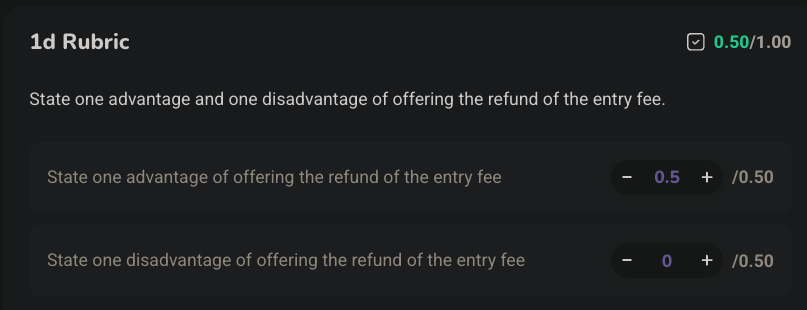 1d Rubric
0.50/1.00
State one advantage and one disadvantage of offering the refund of the entry fee.
State one advantage of offering the refund of the entry fee
− 0.5 + /0.50
State one disadvantage of offering the refund of the entry fee
− 0 + /0.50